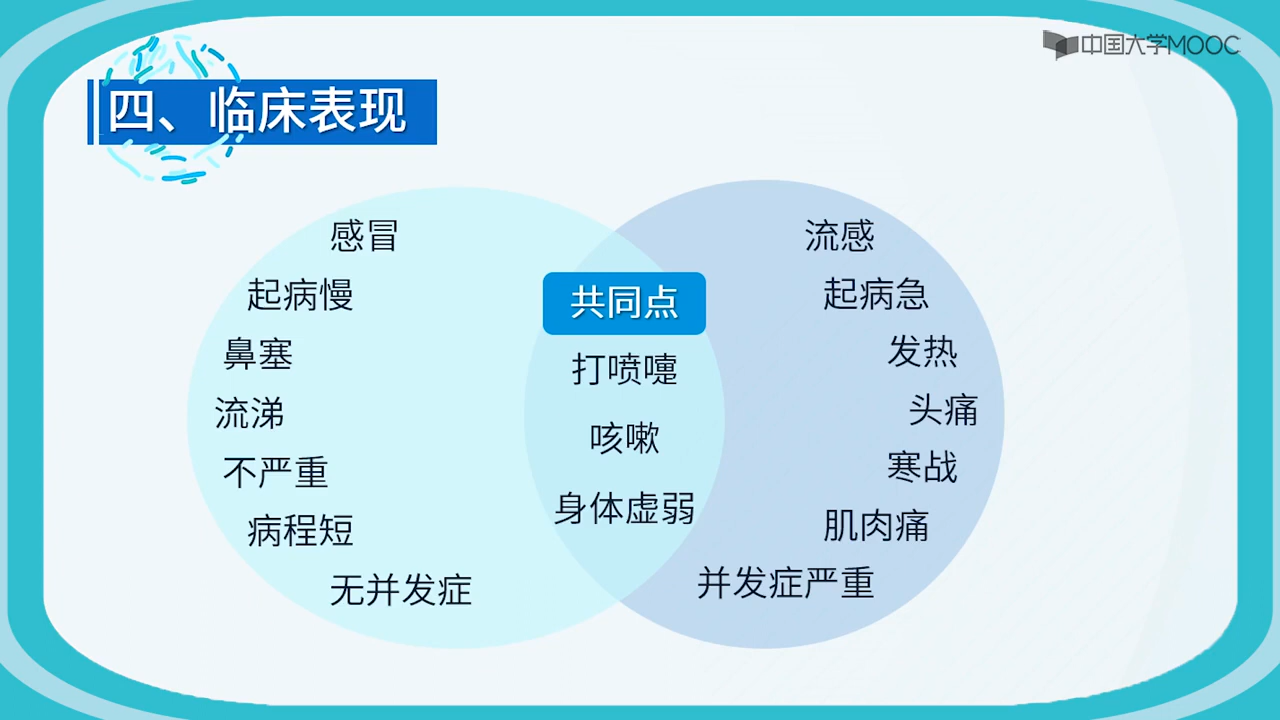 中国大学MOOC
四、临床表现
感冒
起病慢
鼻塞
流涕
不严重
病程短
无并发症
共同点
打喷嚏
咳嗽
身体虚弱
流感
起病急
发热
头痛
寒战
肌肉痛
并发症严重